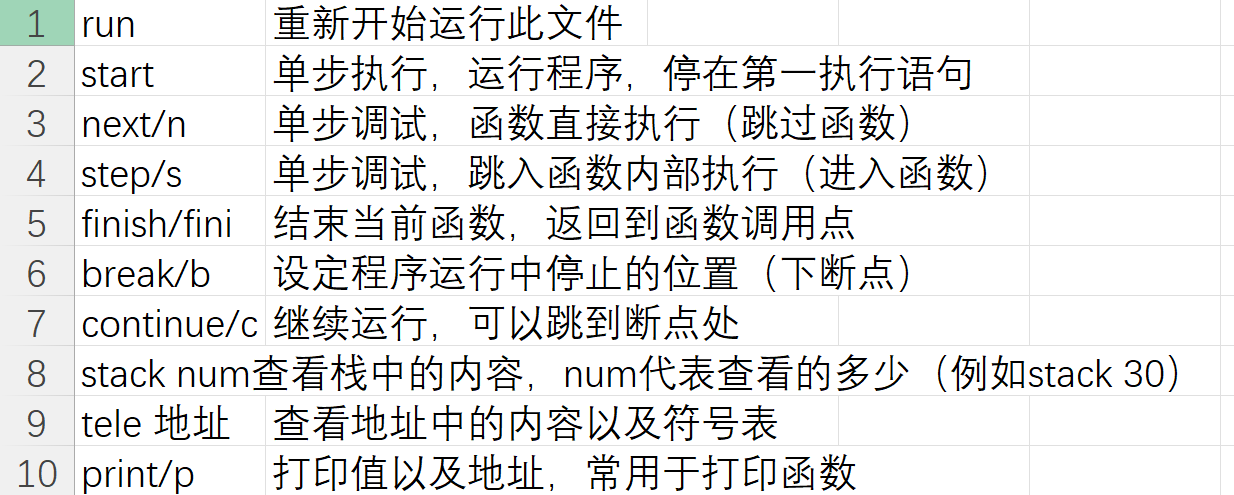 1 run 重新开始运行此文件
2 start 单步执行，运行程序，停在第一执行语句
3 next/n 单步调试，函数直接执行（跳过函数）
4 step/s 单步调试，跳入函数内部执行（进入函数）
5 finish/fini 结束当前函数，返回到函数调用点
6 break/b 设定程序运行中停止的位置（下断点）
7 continue/c 继续运行，可以跳到断点处
8 stack num查看栈中的内容，num代表查看的多少（例如stack 30）
9 tele 地址 查看地址中的内容以及符号表
10 print/p 打印值以及地址，常用于打印函数